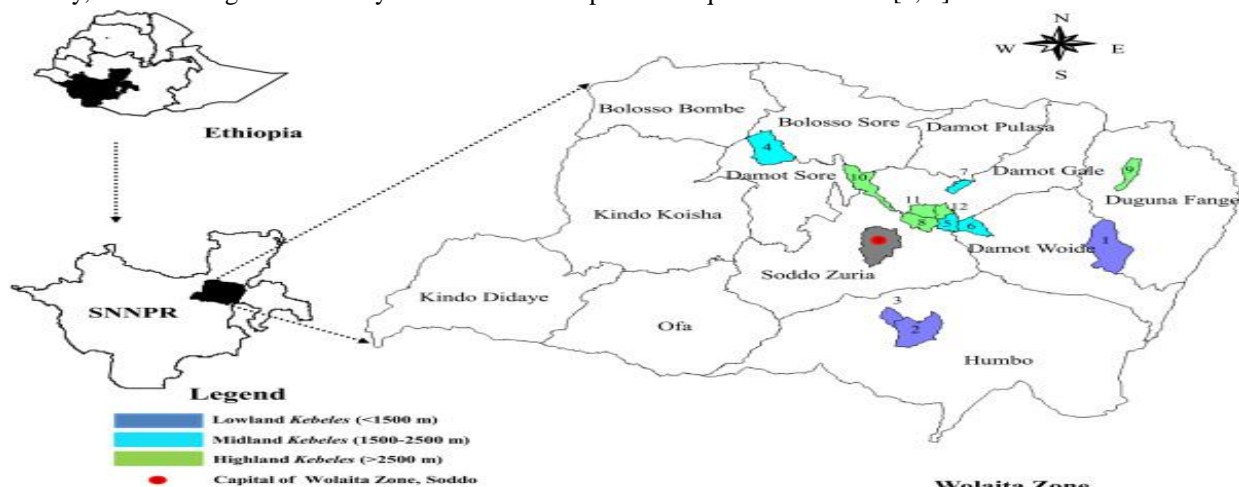 N
W E
S
Ethiopia
Bolosso Bombe
Bolosso Sore
Damot Pulasa
4
Damot Sore
10
7
Damot Gale
9
Duguna Fango
11
12
8
5
6
Kindo Koisha
Damot Woide
1
Soddo Zuria
SNNPR
Kindo Didaye
Ofa
3
2
Humbo
Legend
Lowland Kebeles (<1500 m)
Midland Kebeles (1500-2500 m)
Highland Kebeles (>2500 m)
Capital of Wolaita Zone, Soddo
Wolaita Zone